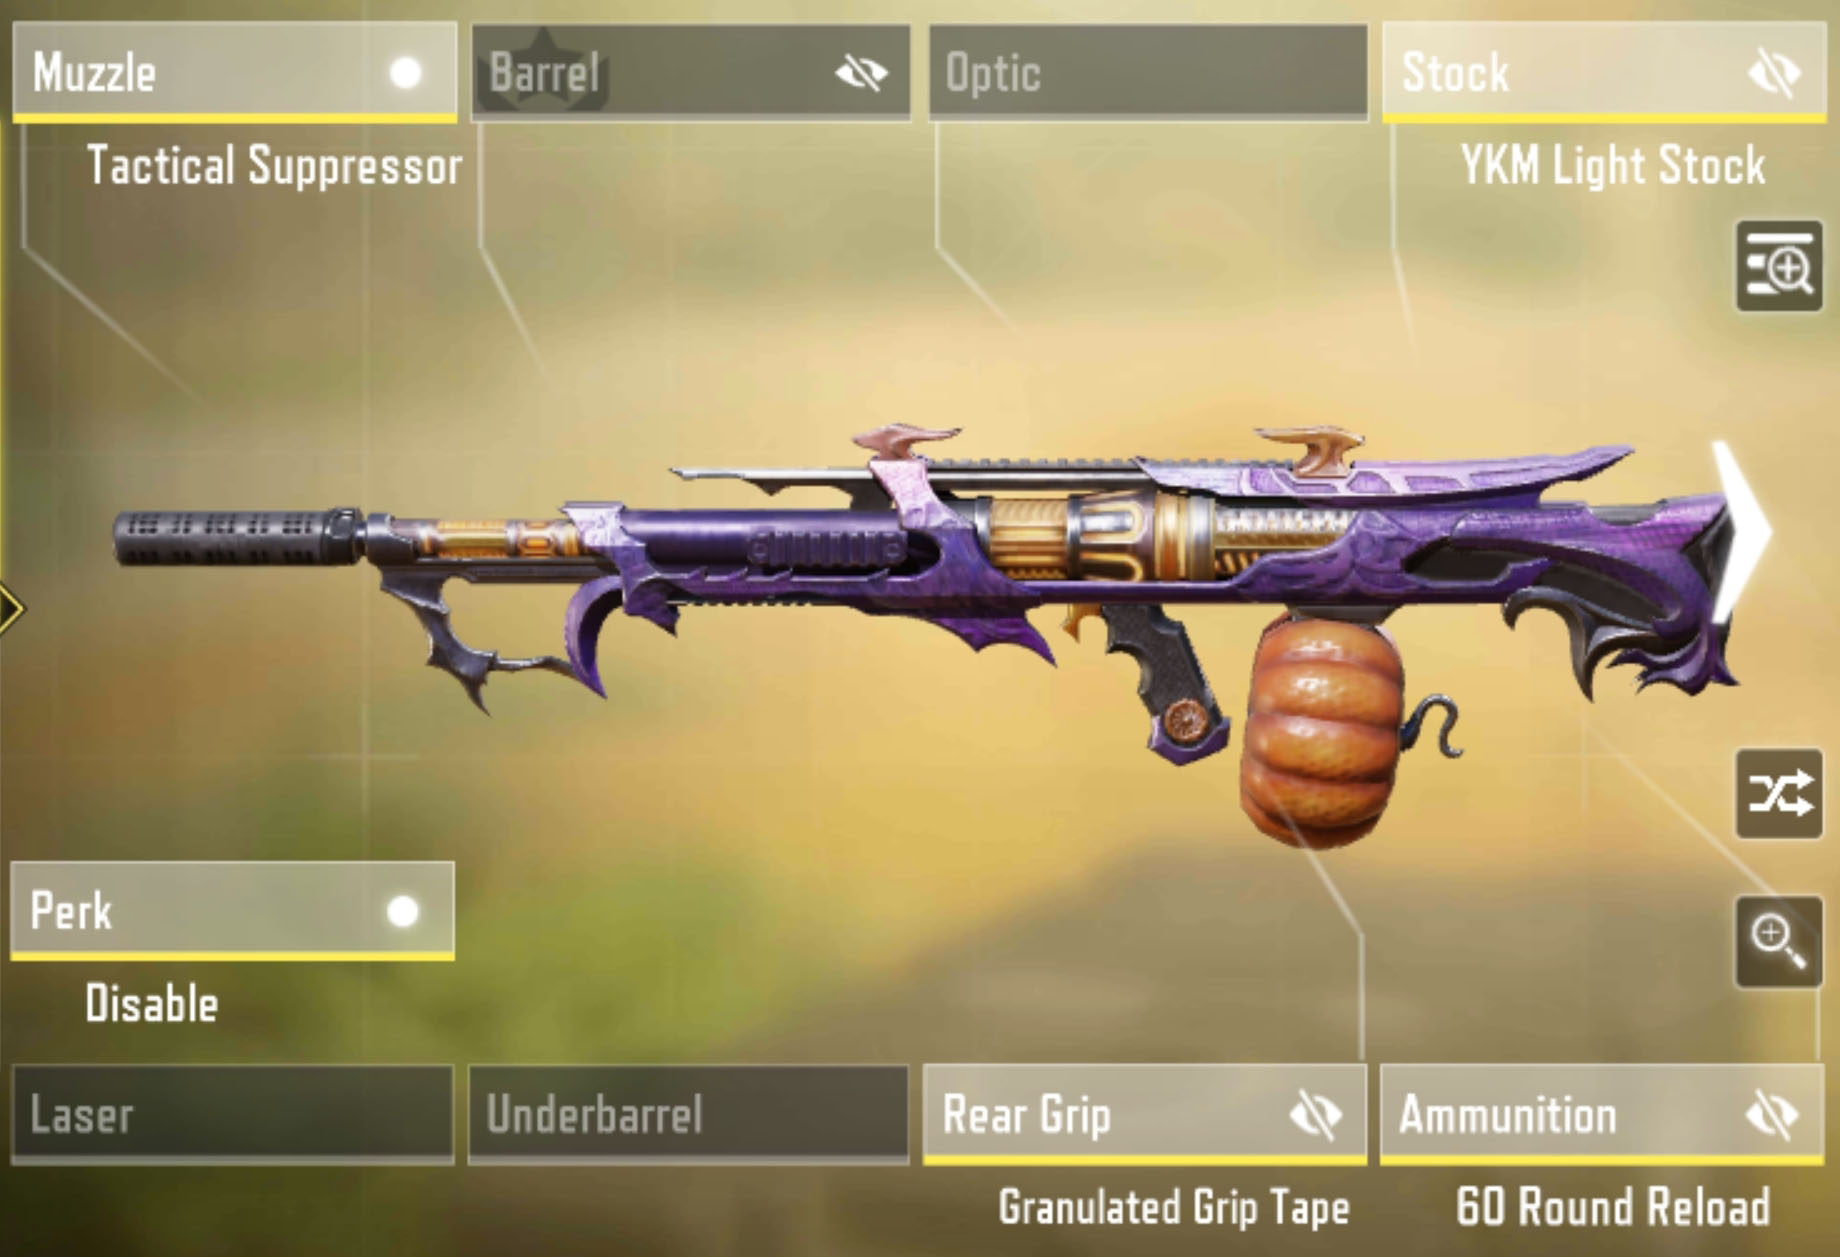 Muzzle
Barrel
Optic
Stock
Tactical Suppressor
YKM Light Stock
Perk
Disable
Laser
Underbarrel
Rear Grip
Ammunition
Granulated Grip Tape
60 Round Reload